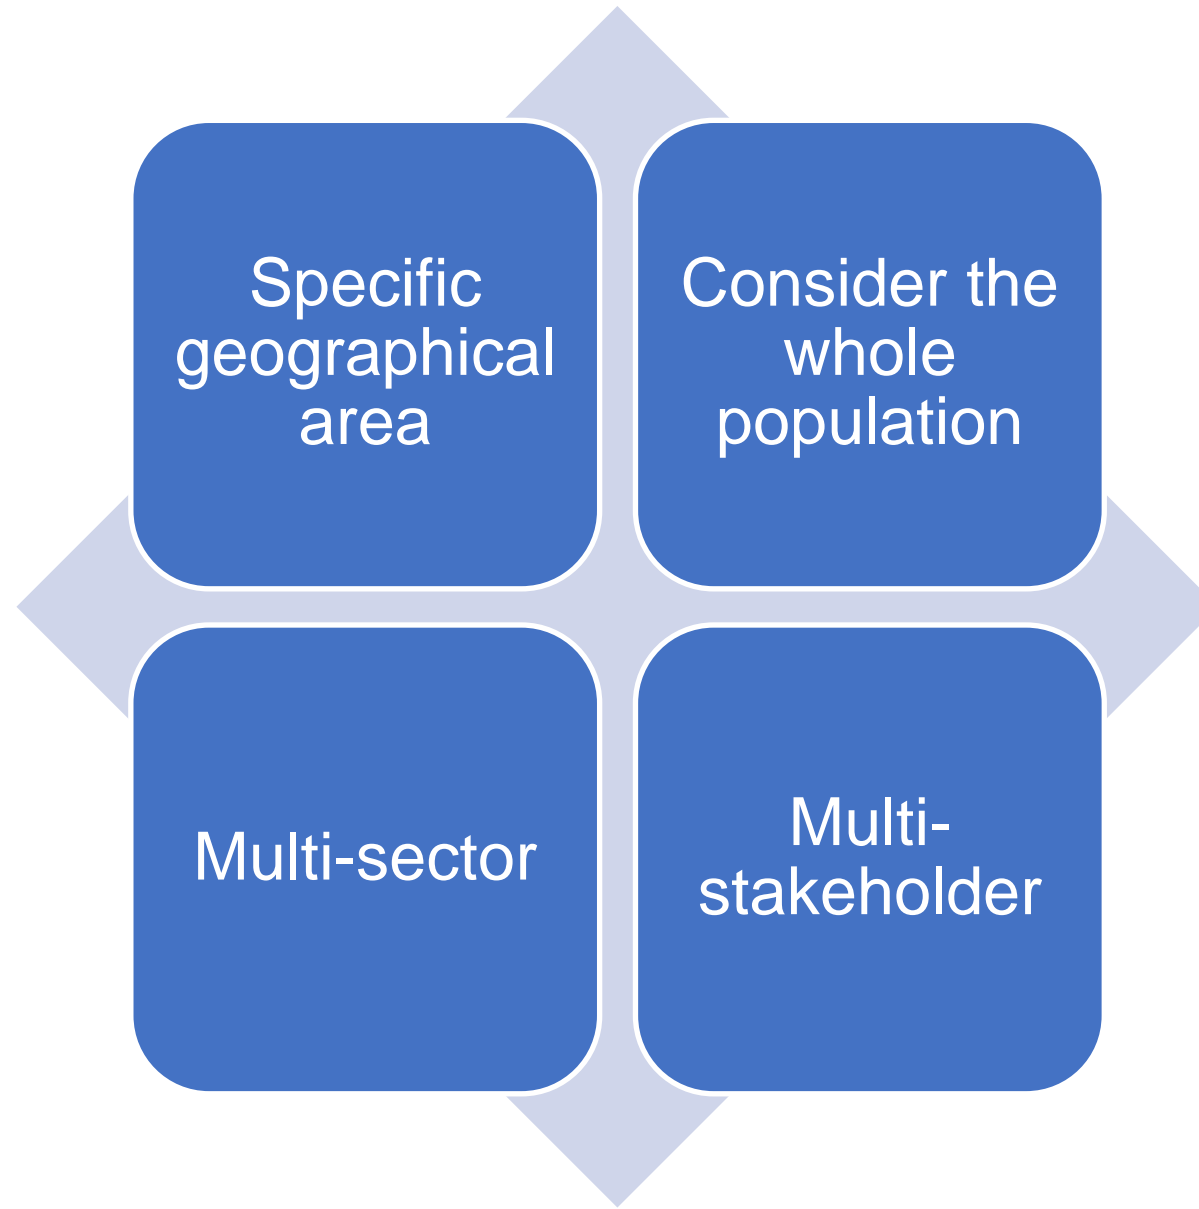 Specific
geographical
area
Consider the
whole
population
Multi-sector
Multi-
stakeholder